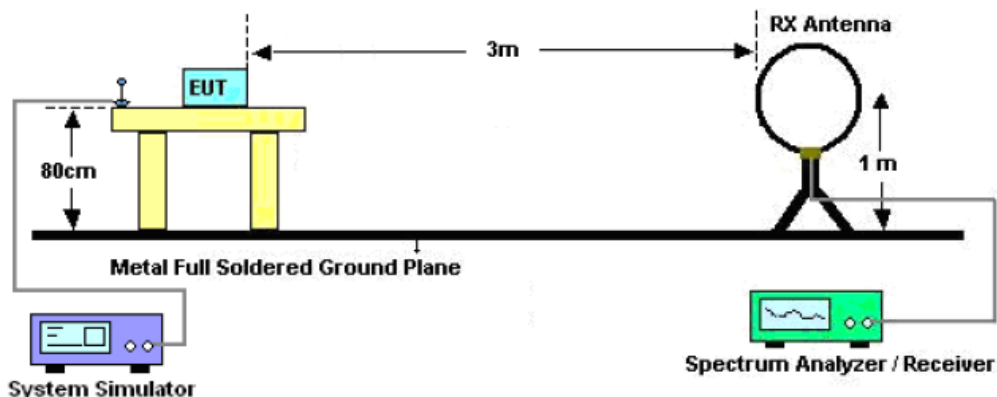 RX Antenna
3m
EUT
80cm
1 m
Metal Full Soldered Ground Plane
System Simulator
Spectrum Analyzer / Receiver